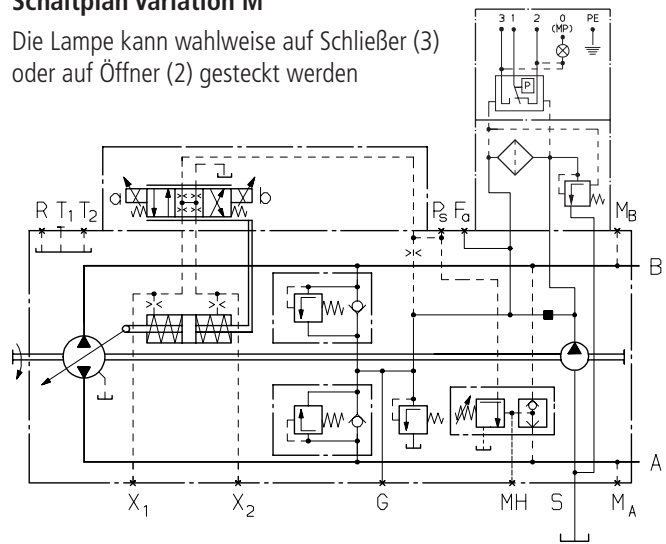 Schaltplan Variation M
Die Lampe kann wahlweise auf Schließer (3)
oder auf Öffner (2) gesteckt werden
3 1 2 0 PE
(MP)
P
a b
R T1 T2 Ps Fa MB
B
A
X1 X2 G MH S MA